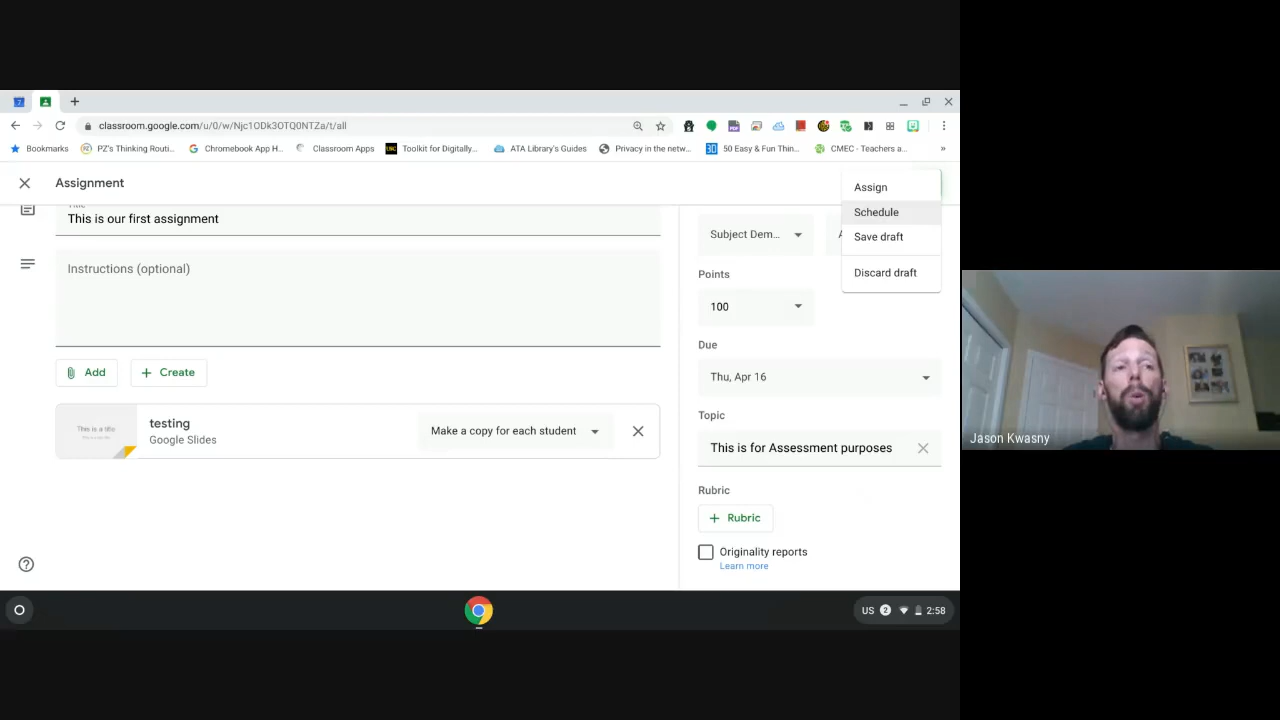 classroom.google.com/u/0/w/Njc1ODk3OTQ0NTZa/t/all
Bookmarks
PZ's Thinking Routi...
Chromebook App H...
Classroom Apps
Toolkit for Digitally...
ATA Library's Guides
Privacy in the netw...
30 50 Easy & Fun Thin...
CMEC - Teachers a...
»
Assignment
Assign
Schedule
Save draft
Discard draft
This is our first assignment
Instructions (optional)
Add
Create
testing
Google Slides
This is a title
Make a copy for each student
Subject Dem...
Points
100
Due
Thu, Apr 16
Topic
This is for Assessment purposes
Rubric
Rubric
Originality reports
Learn more
US 2 2:58
Jason Kwasny